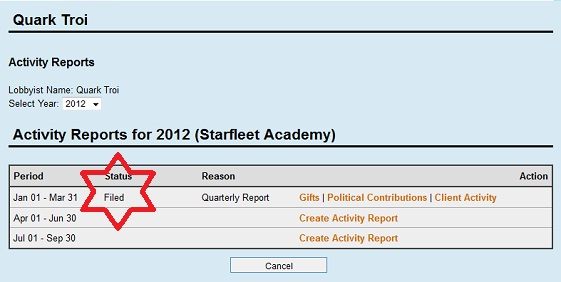 Quark Troi
Activity Reports
Lobbyist Name: Quark Troi
Select Year: 2012
Activity Reports for 2012 (Starfleet Academy)
Period Status Reason Action
Jan 01 - Mar 31 Filed Quarterly Report Gifts | Political Contributions | Client Activity
Apr 01 - Jun 30 Create Activity Report
Jul 01 - Sep 30 Create Activity Report
Cancel